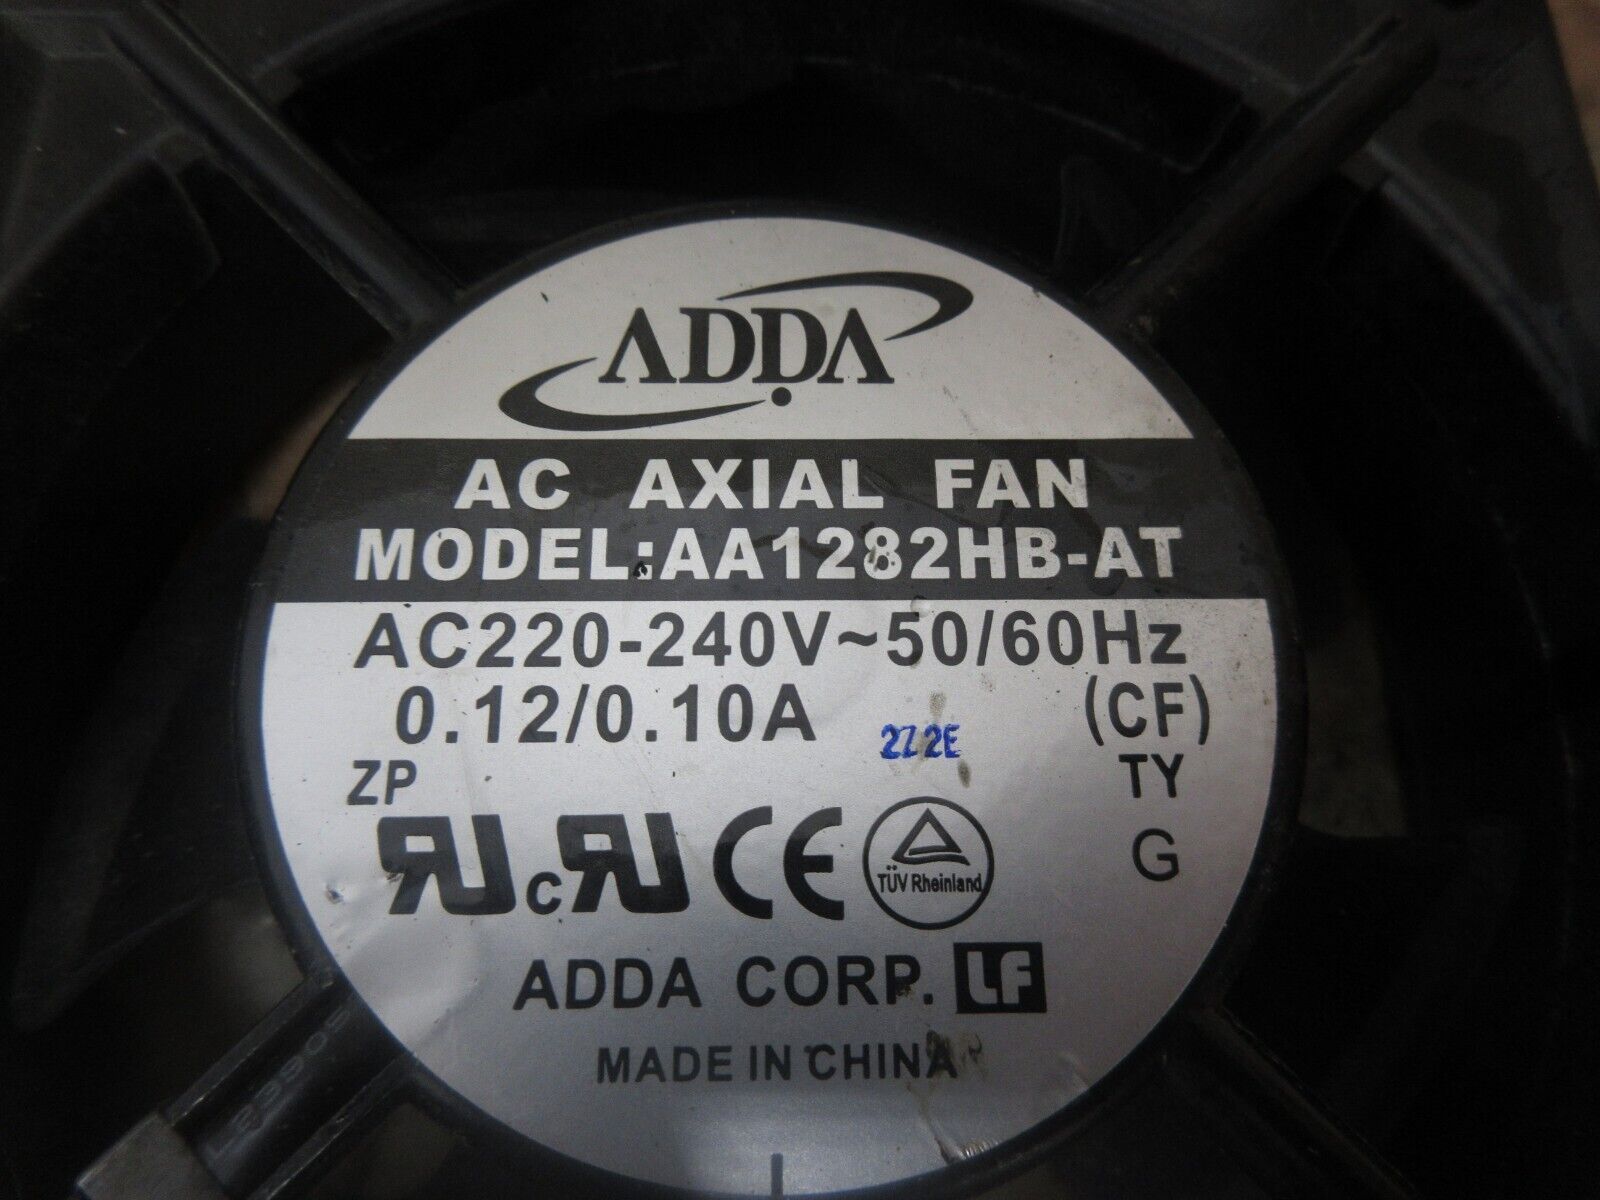 ADDA
AC AXIAL FAN
MODEL:AA1282HB-AT
AC220-240V~50/60Hz
0.12/0.10A
(CF)
2Z2E
ZP
TY
c
CE
TÜV Rheinland
G
ADDA CORP. LF
MADE IN CHINA